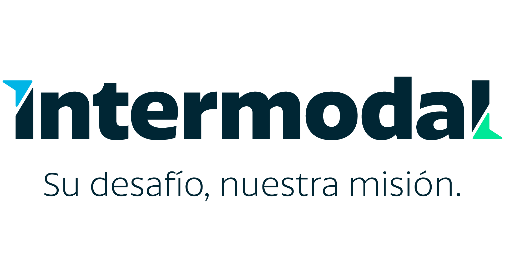 intermodal
Su desafío, nuestra misión.